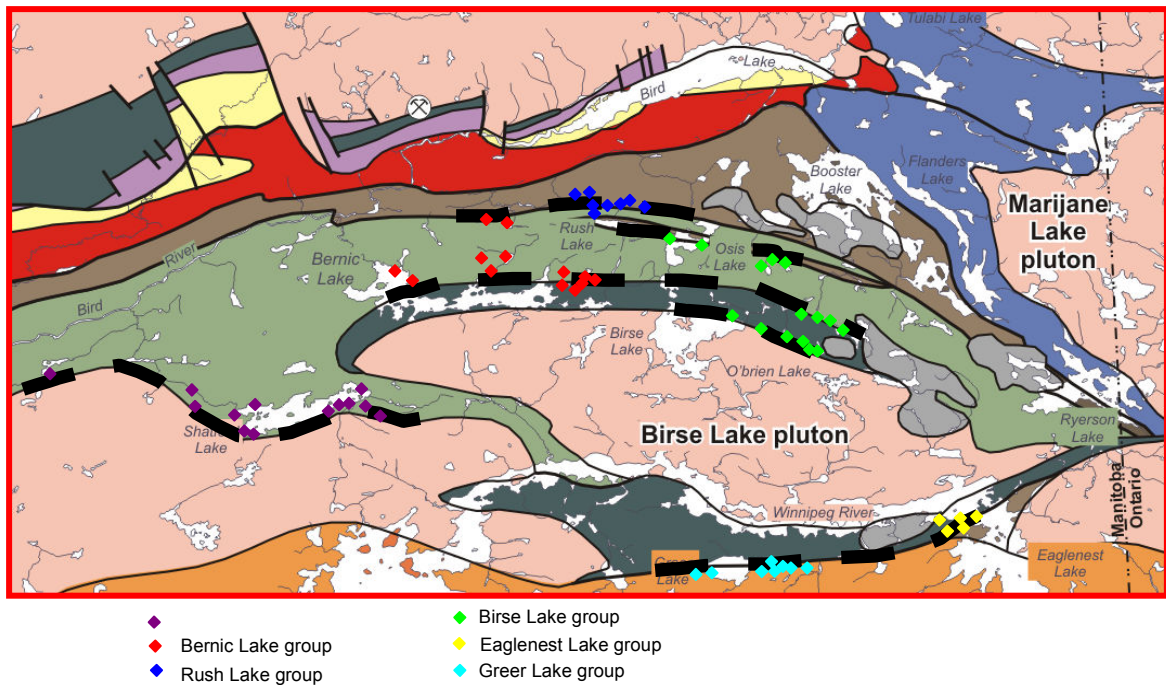 Tulabi Lake
Lake
Bird
Booster
Lake
Flanders
Lake
Marijane
Lake
pluton
Rush
Lake
Osis
Lake
Bernic
Lake
River
Bird
Birse
Lake
O'brien Lake
Lake
Birse Lake pluton
Ryerson
Lake
Winnipeg River
Manitoba
Ontario
Lake
Eaglenest
Lake
Birse Lake group
Bernic Lake group
Eaglenest Lake group
Rush Lake group
Greer Lake group